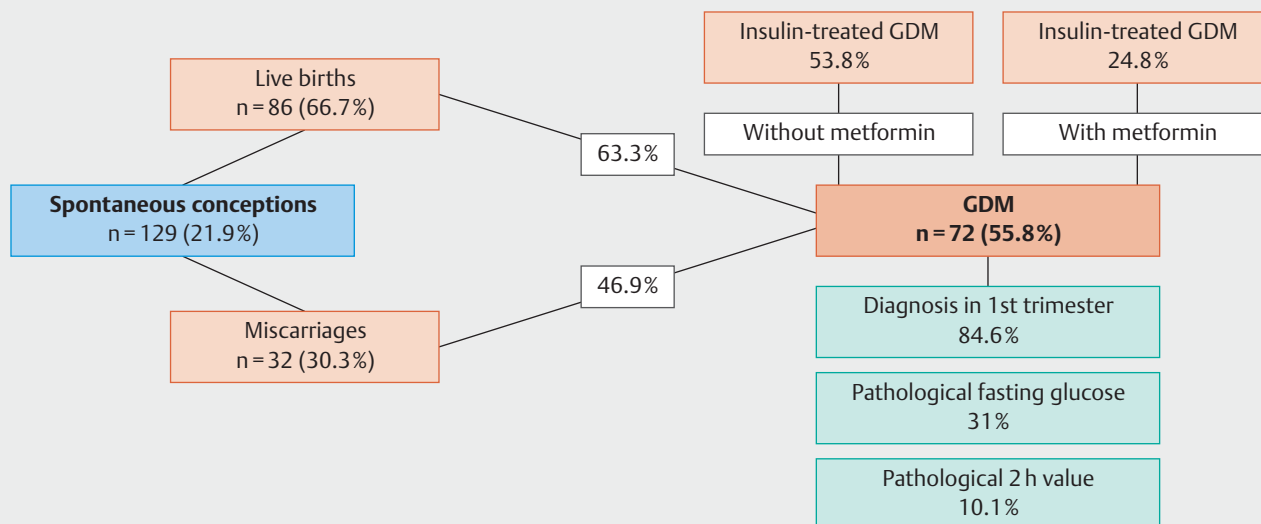 Insulin-treated GDM
53.8%
Insulin-treated GDM
24.8%
Live births
n = 86 (66.7%)
Without metformin
With metformin
63.3%
Spontaneous conceptions
n = 129 (21.9%)
GDM
n = 72 (55.8%)
46.9%
Miscarriages
n = 32 (30.3%)
Diagnosis in 1st trimester
84.6%
Pathological fasting glucose
31%
Pathological 2 h value
10.1%